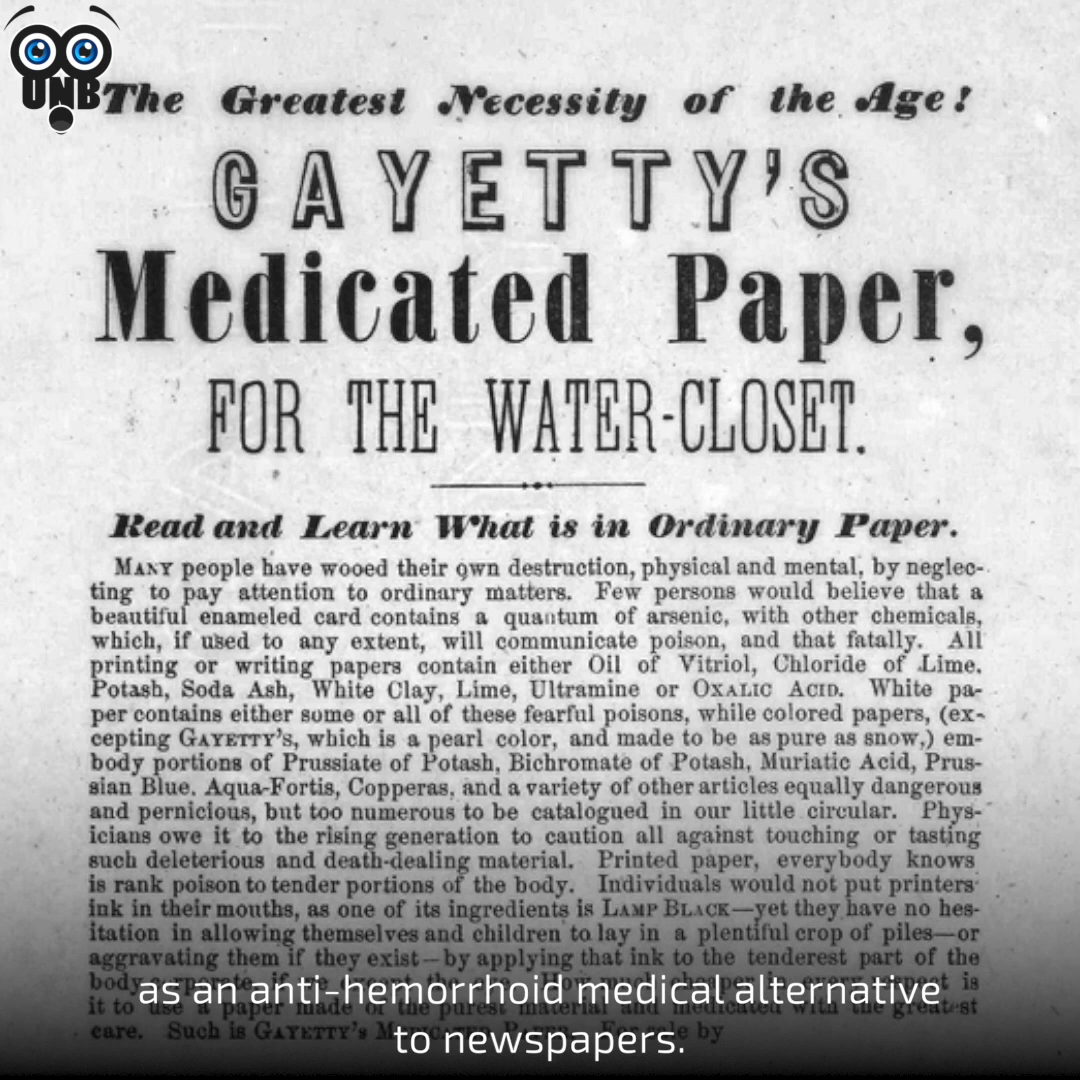 UNB
The Greatest Necessity of the Age!
GAYETTY'S
Medicated Paper,
FOR THE WATER-CLOSET.
Read and Learn What is in Ordinary Paper.
MANY people have wooed their own destruction, physical and mental, by neglec-
ting to pay attention to ordinary matters. Few persons would believe that a
beautiful enameled card contains a quantum of arsenic, with other chemicals,
which, if used to any extent, will communicate poison, and that fatally. All
printing or writing papers contain either Oil of Vitriol, Chloride of Lime.
Potash, Soda Ash, White Clay, Lime, Ultramine or OXALIC ACID. White pa-
per contains either some or all of these fearful poisons, while colored papers, (ex-
cepting GAYETTY'S, which is a pearl color, and made to be as pure as snow,) em-
body portions of Prussiate of Potash, Bichromate of Potash, Muriatic Acid, Prus-
sian Blue. Aqua-Fortis, Copperas, and a variety of other articles equally dangerous
and pernicious, but too numerous to be catalogued in our little circular. Phys-
icians owe it to the rising generation to caution all against touching or tasting
such deleterious and death-dealing material. Printed paper, everybody knows
is rank poison to tender portions of the body. Individuals would not put printers
ink in their mouths, as one of its ingredients is LAMP BLACK—yet they have no hes-
itation in allowing themselves and children to lay in a plentiful crop of piles—or
aggravating them if they exist—by applying that ink to the tenderest part of the
body is
it to use a paper made of the purest material and medicated with the greatest
care. Such is GAYETTY'S For sale by
as an anti-hemorrhoid medical alternative
to newspapers.